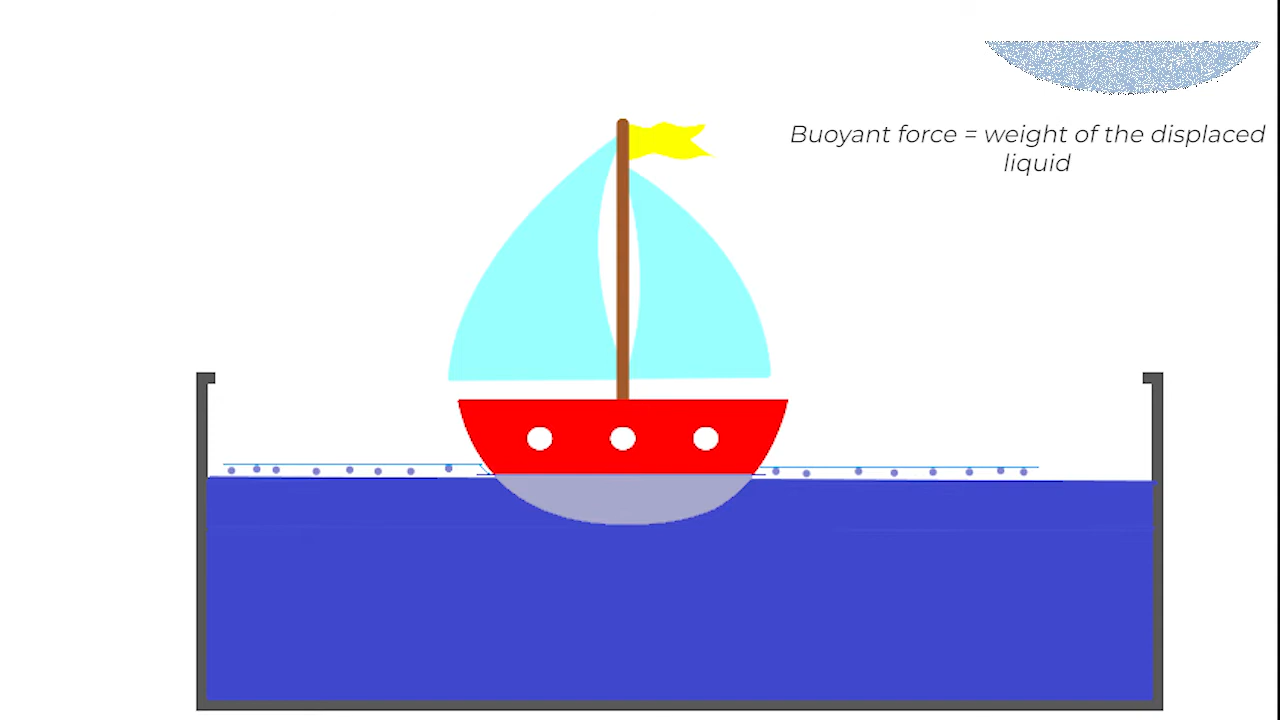 Buoyant force = weight of the displaced
liquid